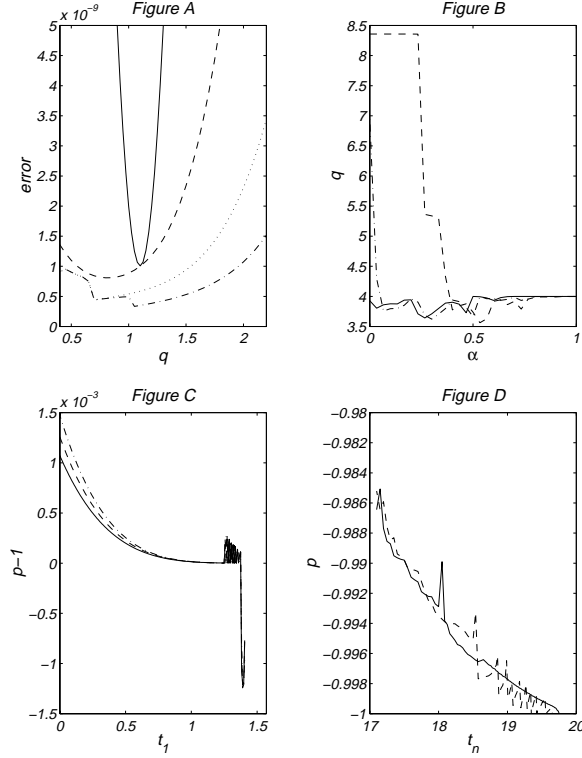 Figure A
x 10⁻⁹
5
4.5
4
3.5
3
2.5
2
1.5
1
0.5
0
error
0.5 1 1.5 2
q
Figure B
8.5
8
7.5
7
6.5
6
5.5
5
4.5
4
3.5
q
0 0.5 1
α
Figure C
x 10⁻³
1.5
1
0.5
0
−0.5
−1
−1.5
p−1
0 0.5 1 1.5
t₁
Figure D
−0.98
−0.982
−0.984
−0.986
−0.988
−0.99
−0.992
−0.994
−0.996
−0.998
−1
p
17 18 19 20
tₙ